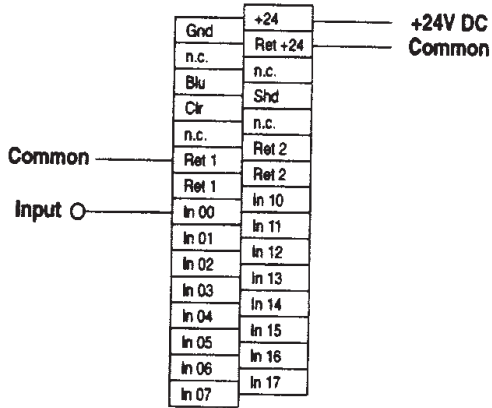 +24V DC
Common
Common
Input
Gnd
n.c.
Blu
Clr
n.c.
Ret 1
Ret 1
In 00
In 01
In 02
In 03
In 04
In 05
In 06
In 07
+24
Ret +24
n.c.
Shd
n.c.
Ret 2
Ret 2
In 10
In 11
In 12
In 13
In 14
In 15
In 16
In 17